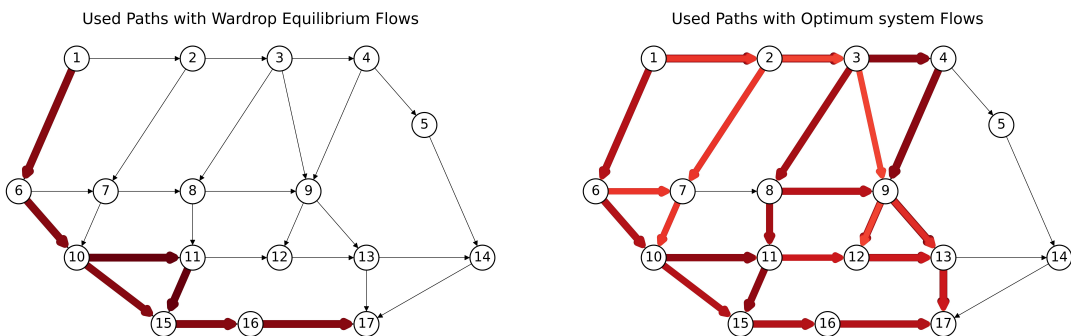 Used Paths with Wardrop Equilibrium Flows
1 2 3 4
5
6 7 8 9
10 11 12 13 14
15 16 17
Used Paths with Optimum system Flows
1 2 3 4
5
6 7 8 9
10 11 12 13 14
15 16 17